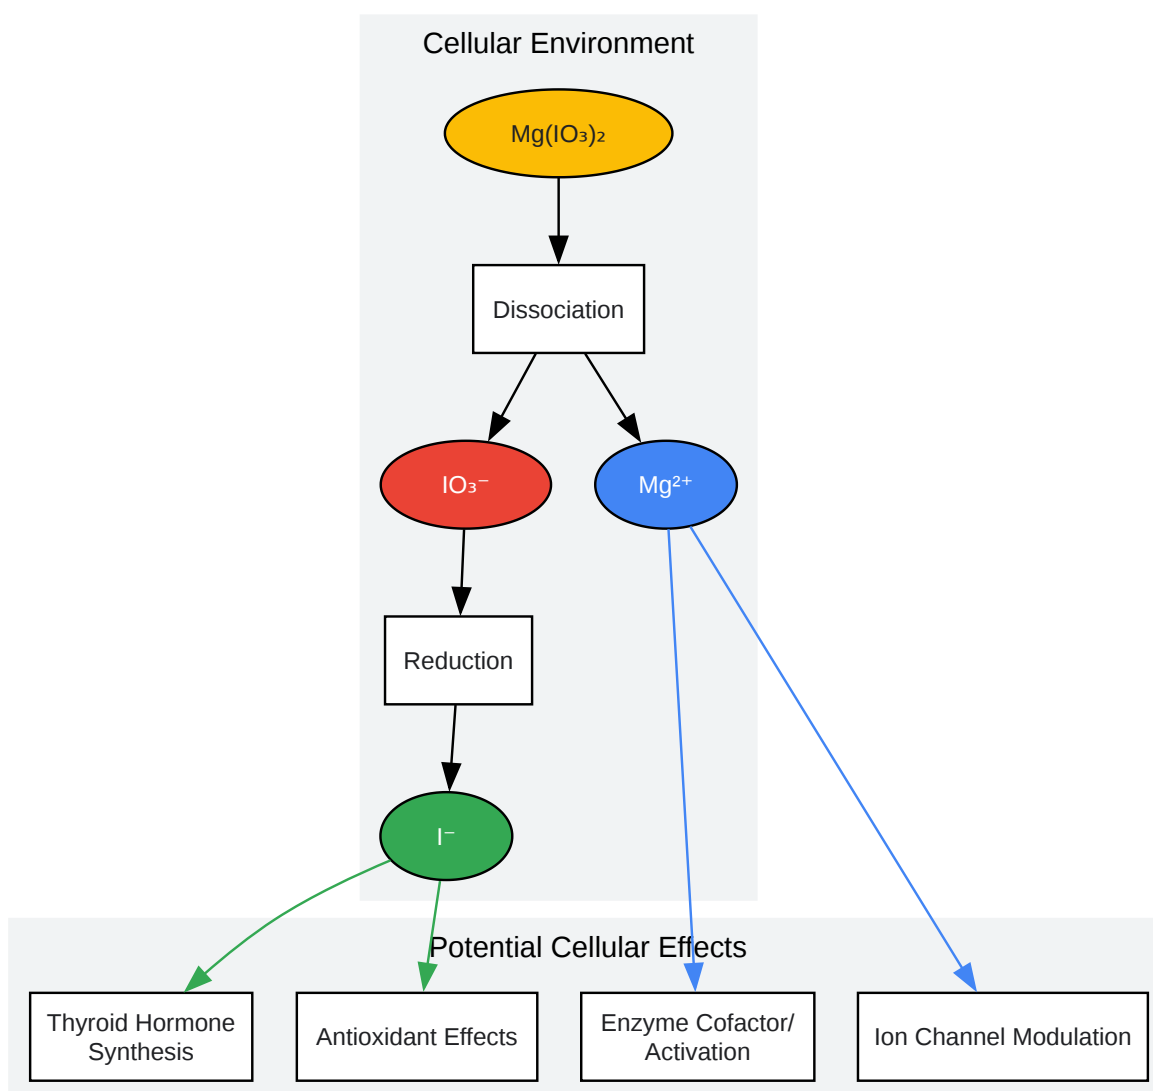 Cellular Environment
Mg(IO₃)₂
Dissociation
IO₃⁻
Mg²⁺
Reduction
I⁻
Potential Cellular Effects
Thyroid Hormone
Synthesis
Antioxidant Effects
Enzyme Cofactor/
Activation
Ion Channel Modulation